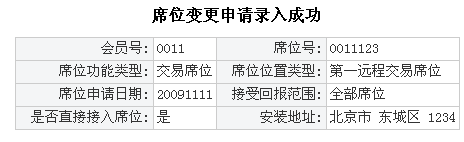 席位变更申请录入成功
会员号: 0011 席位号: 0011123
席位功能类型: 交易席位 席位位置类型: 第一远程交易席位
席位申请日期: 20091111 接受回报范围: 全部席位
是否直接接入席位: 是 安装地址: 北京市 东城区 1234